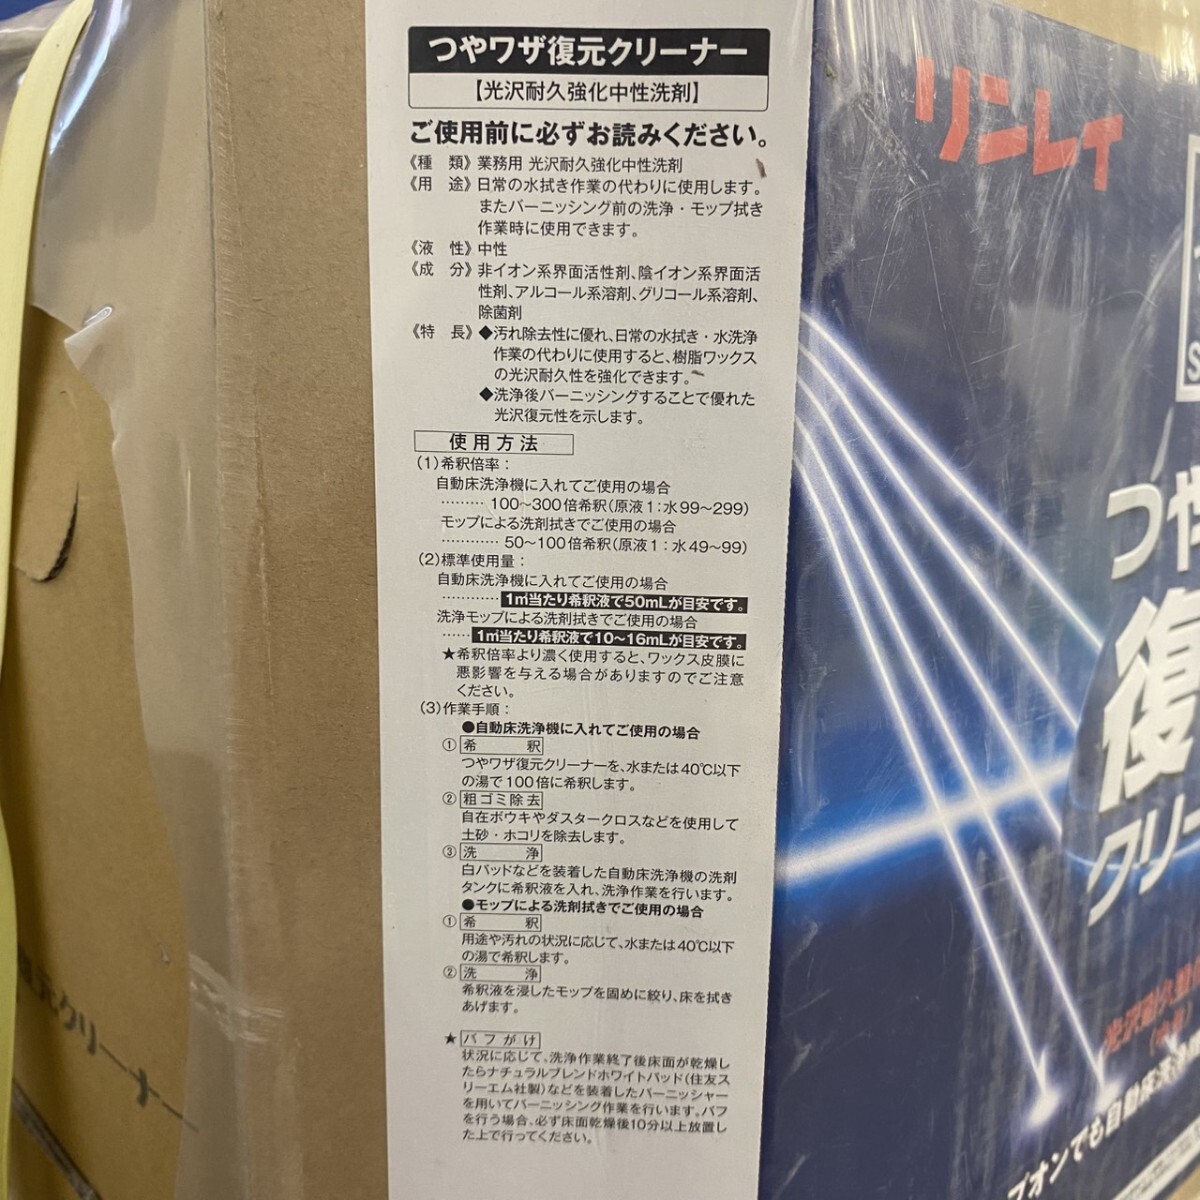 つやワザ復元クリーナー
【光沢耐久強化中性洗剤】
ご使用前に必ずお読みください。
《種 類》業務用 光沢耐久強化中性洗剤
《用 途》日常の水拭き作業の代わりに使用します。
またバーニッシング前の洗浄・モップ拭き
作業時に使用できます。
《液 性》中性
《成 分》非イオン系界面活性剤、陰イオン系界面活
性剤、アルコール系溶剤、グリコール系溶剤、
除菌剤
《特 長》◆汚れ除去性に優れ、日常の水拭き・水洗浄
作業の代わりに使用すると、樹脂ワックス
の光沢耐久性を強化できます。
◆洗浄後バーニッシングすることで優れた
光沢復元性を示します。
使用方法
(1)希釈倍率：
自動床洗浄機に入れてご使用の場合
………100～300倍希釈(原液1：水99～299)
モップによる洗剤拭きでご使用の場合
…………50～100倍希釈(原液1：水49～99)
(2)標準使用量：
自動床洗浄機に入れてご使用の場合
…………1㎡当たり希釈液で50mLが目安です。
洗浄モップによる洗剤拭きでご使用の場合
……1㎡当たり希釈液で10～16mLが目安です。
★希釈倍率より濃く使用すると、ワックス皮膜に
悪影響を与える場合がありますのでご注意
ください。
(3)作業手順：
●自動床洗浄機に入れてご使用の場合
①希 釈
つやワザ復元クリーナーを、水または40℃以下
の湯で100倍に希釈します。
②粗ゴミ除去
自在ボウキやダスタークロスなどを使用して
土砂・ホコリを除去します。
③洗 浄
白パッドなどを装着した自動床洗浄機の洗剤
タンクに希釈液を入れ、洗浄作業を行います。
●モップによる洗剤拭きでご使用の場合
①希 釈
用途や汚れの状況に応じて、水または40℃以下
の湯で希釈します。
②洗 浄
希釈液を浸したモップを固めに絞り、床を拭き
あげます。
★バフがけ
状況に応じて、洗浄作業終了後床面が乾燥し
たらナチュラルブレンドホワイトパッド(住友ス
リーエム社製)などを装着したバーニッシャー
を用いてバーニッシング作業を行います。バフ
を行う場合、必ず床面乾燥後10分以上放置し
た上で行ってください。
リンレイ
S
つや
復
クリー
光沢耐久
プオンでも自動床洗浄
元クリーナー